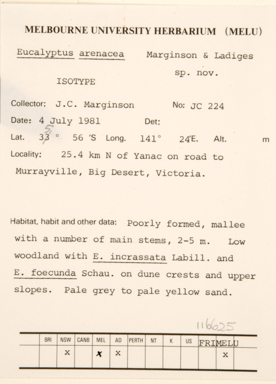 MELBOURNE UNIVERSITY HERBARIUM (MELU)
Eucalyptus arenacea Marginson & Ladiges
sp. nov.
ISOTYPE
Collector: J.C. Marginson No: JC 224
Date: 4 July 1981 Det:
Lat. 35° 56 'S Long. 141° 24'E. Alt. m
Locality: 25.4 km N of Yanac on road to
Murrayville, Big Desert, Victoria.
Habitat, habit and other data: Poorly formed, mallee
with a number of main stems, 2-5 m. Low
woodland with E. incrassata Labill. and
E. foecunda Schau. on dune crests and upper
slopes. Pale grey to pale yellow sand.
116625
BRI NSW CANB MEL AD PERTH NT K US FRI MELU
x x x x